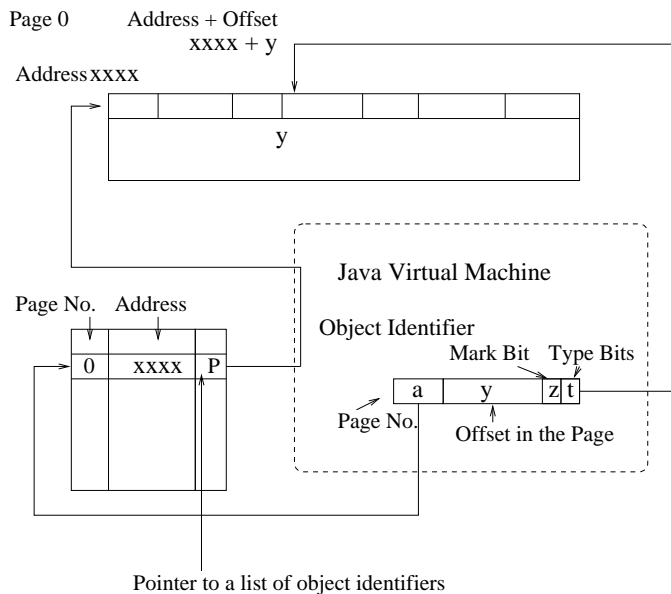 Page 0
Address + Offset
xxxx + y
Address xxxx
y
Java Virtual Machine
Page No. Address
Object Identifier
Mark Bit Type Bits
0 xxxx P
a y z t
Page No.
Offset in the Page
Pointer to a list of object identifiers